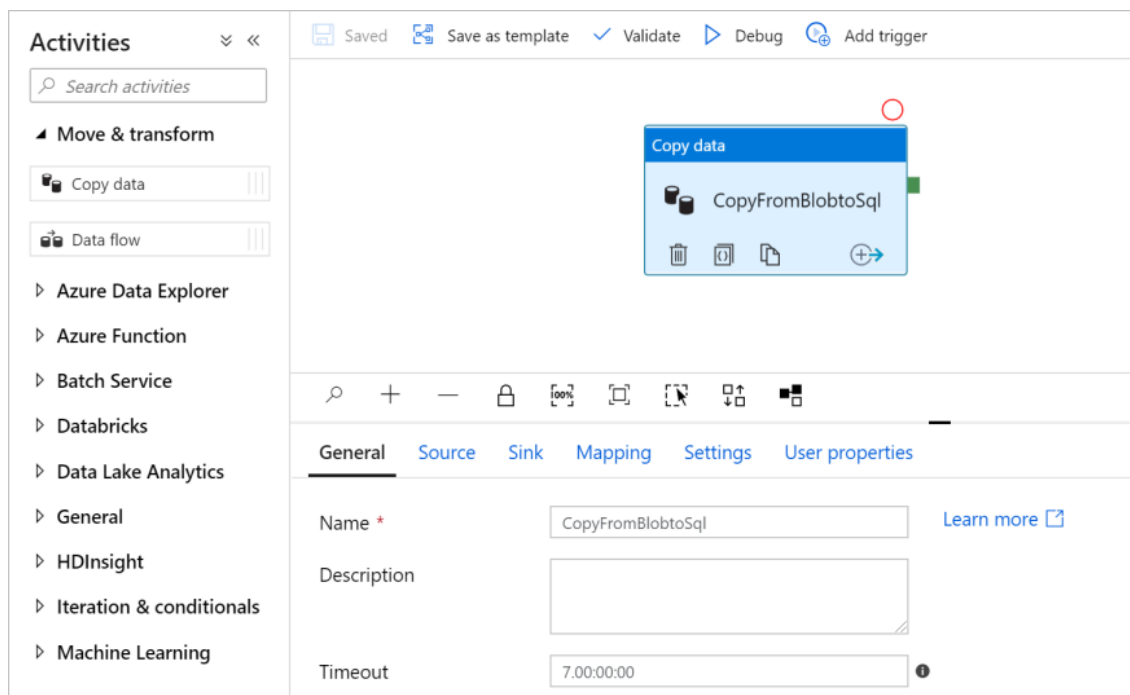 Activities
Search activities
Move & transform
Copy data
Data flow
Azure Data Explorer
Azure Function
Batch Service
Databricks
Data Lake Analytics
General
HDInsight
Iteration & conditionals
Machine Learning
Saved Save as template Validate Debug Add trigger
Copy data
CopyFromBlobtoSql
100%
General Source Sink Mapping Settings User properties
Name * CopyFromBlobtoSql Learn more
Description
Timeout 7.00:00:00